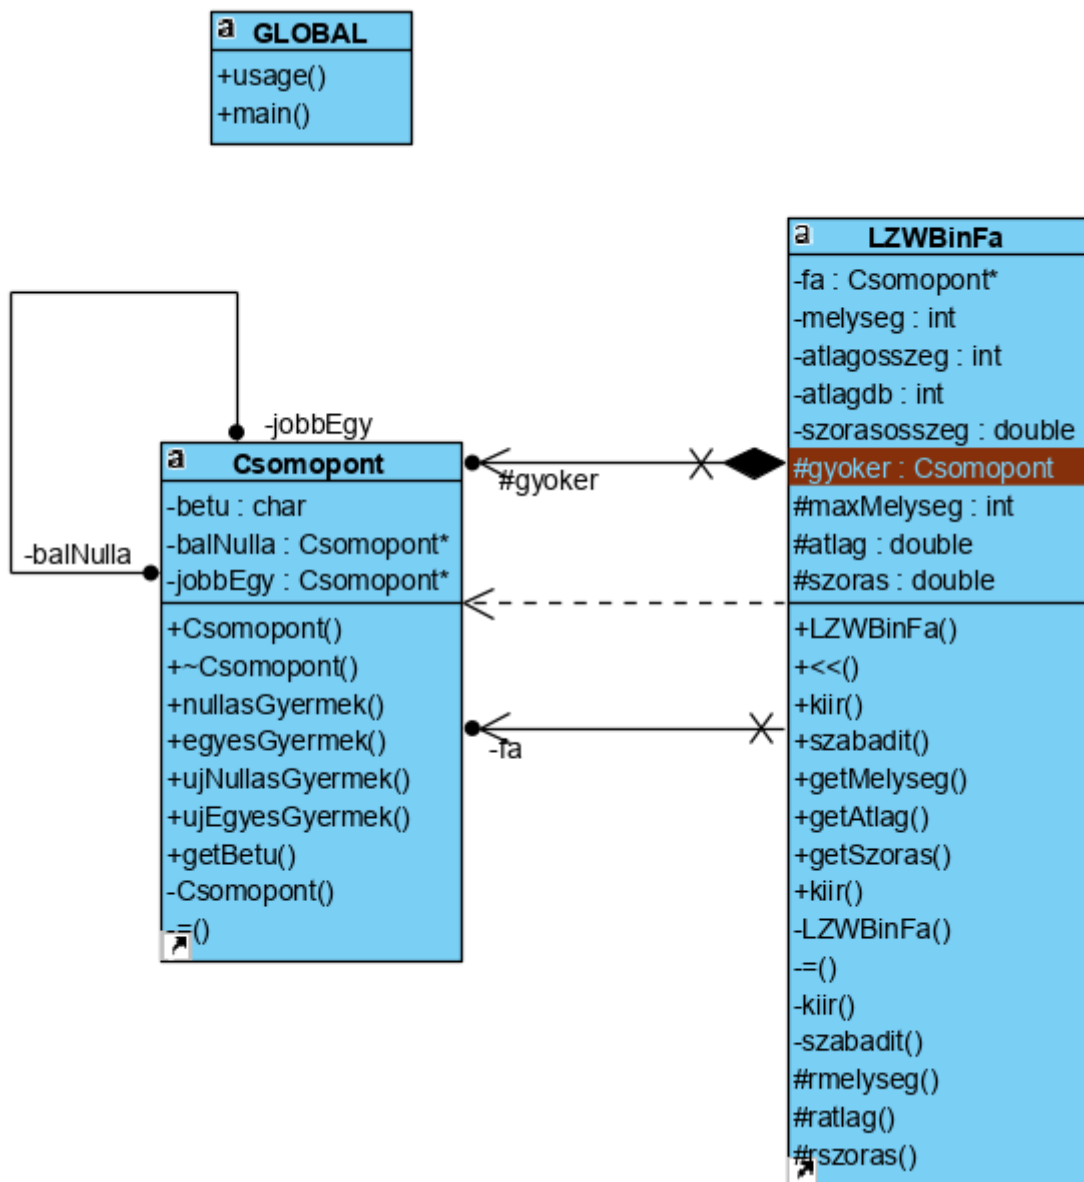 a GLOBAL
+usage()
+main()
-jobbEgy
-balNulla
a Csomopont
-betu : char
-balNulla : Csomopont*
-jobbEgy : Csomopont*
+Csomopont()
+~Csomopont()
+nullasGyermek()
+egyesGyermek()
+ujNullasGyermek()
+ujEgyesGyermek()
+getBetu()
-Csomopont()
-=()
#gyoker
-fa
a LZWBinFa
-fa : Csomopont*
-melyseg : int
-atlagosszeg : int
-atlagdb : int
-szorasosszeg : double
#gyoker : Csomopont
#maxMelyseg : int
#atlag : double
#szoras : double
+LZWBinFa()
+<<()
+kiir()
+szabadit()
+getMelyseg()
+getAtlag()
+getSzoras()
+kiir()
-LZWBinFa()
-=()
-kiir()
-szabadit()
#rmelyseg()
#ratlag()
#rszoras()